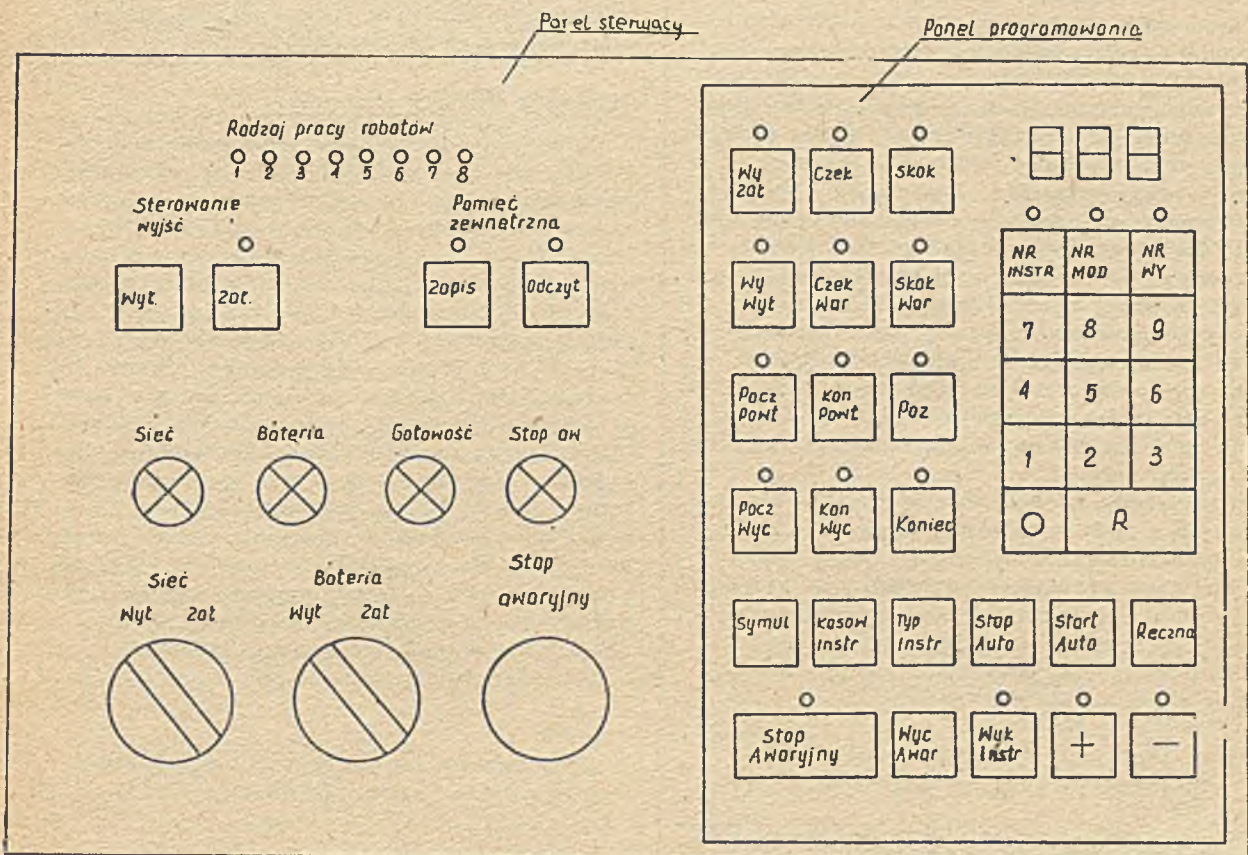 Panel sterujący
Panel programowania
Rodzaj pracy robotów
1 2 3 4 5 6 7 8
Sterowanie
wyjść
Pamięć
zewnętrzna
Wył.
Zał.
Zapis
Odczyt
Sieć
Bateria
Gotowość
Stop aw
Sieć
Wył Zał
Bateria
Wył Zał
Stop
awaryjny
Wy
Zał
Czek
Skok
Wy
Wył
Czek
War
Skok
War
Pocz
Powt
Kon
Powt
Poz
Pocz
Wyc
Kon
Wyc
Koniec
NR
INSTR
NR
MOD
NR
WY
7 8 9
4 5 6
1 2 3
0 R
Symul
Kasow
instr
Typ
instr
Stop
Auto
Start
Auto
Ręczna
Stop
Awaryjny
Wyc
Awar
Wyk
Instr
+
−